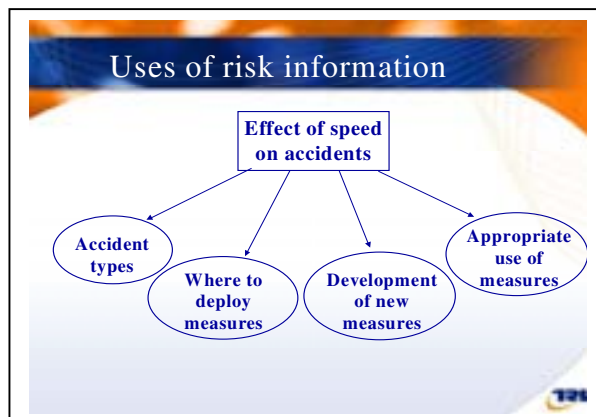 Uses of risk information
Effect of speed
on accidents
Accident
types
Where to
deploy
measures
Development
of new
measures
Appropriate
use of
measures
TRL